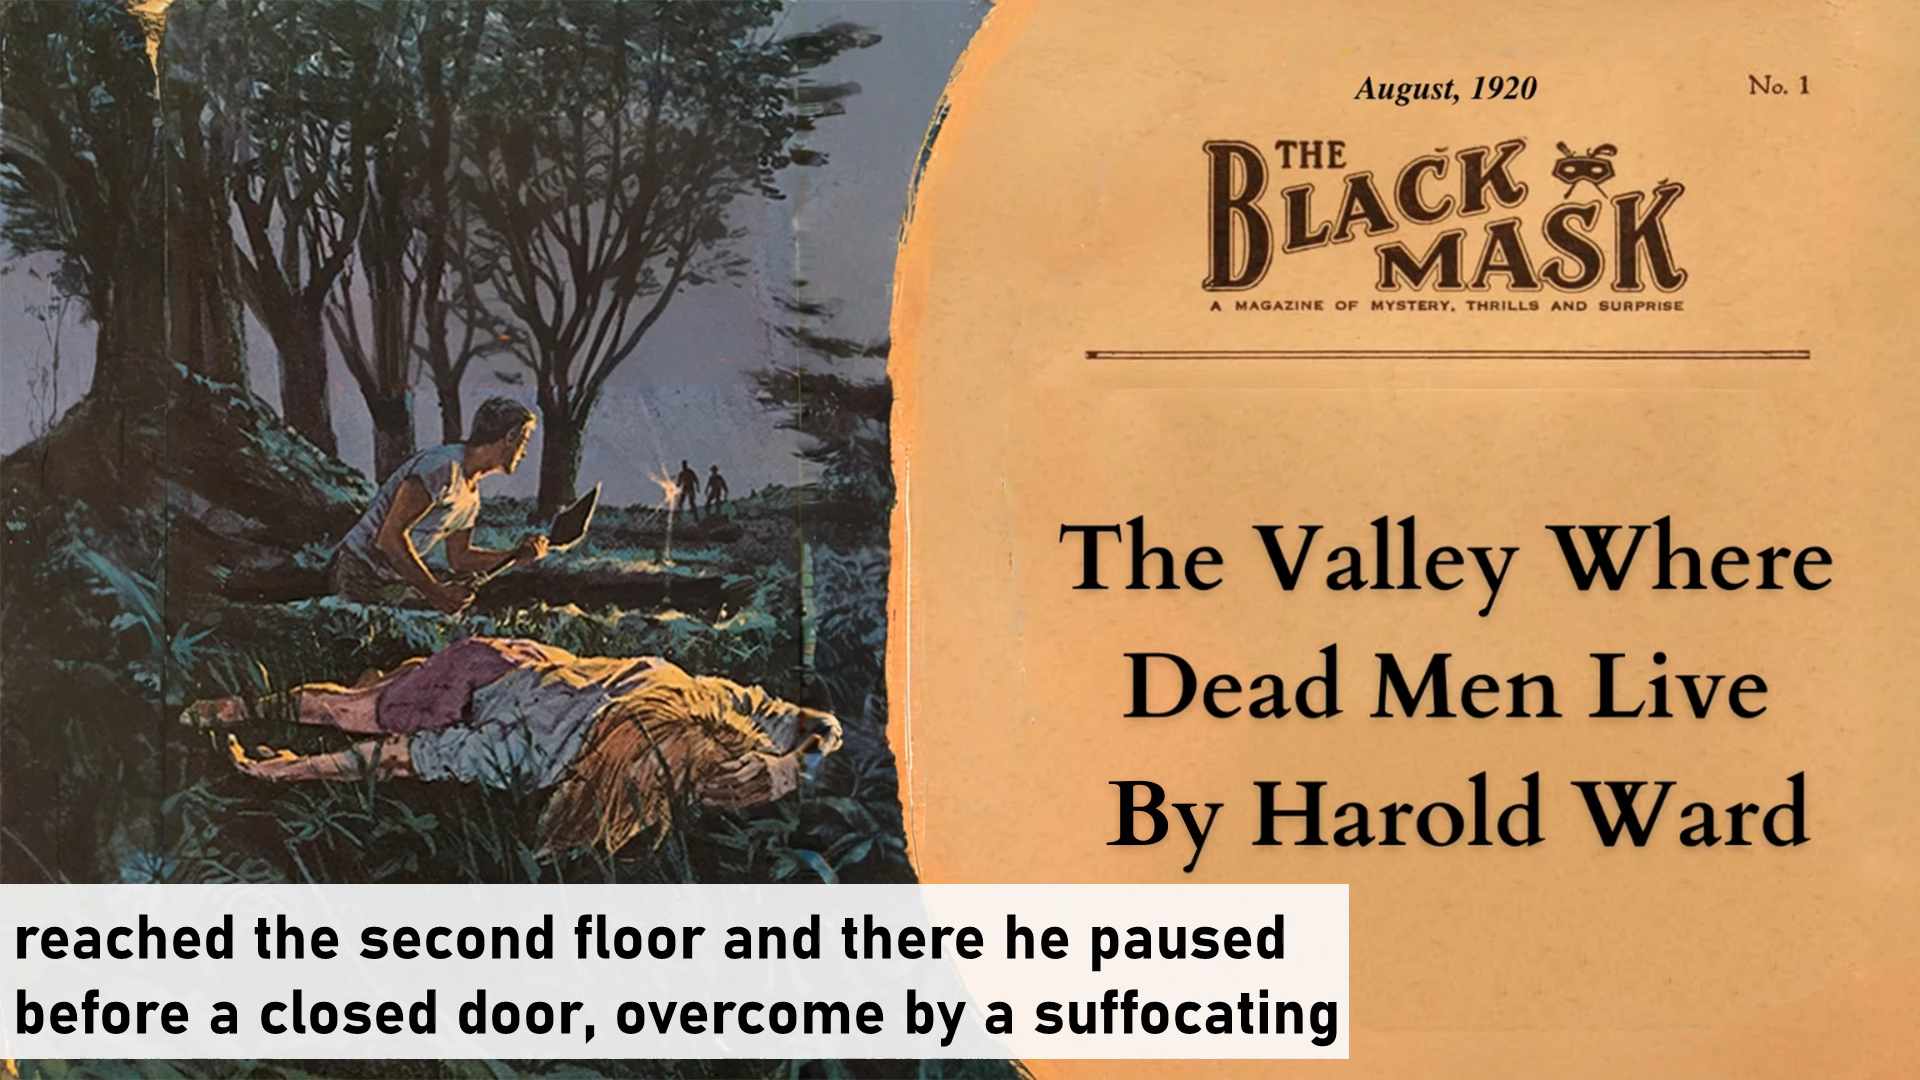 August, 1920
No. 1
THE
BLACK
MASK
A MAGAZINE OF MYSTERY, THRILLS AND SURPRISE
The Valley Where
Dead Men Live
By Harold Ward
reached the second floor and there he paused
before a closed door, overcome by a suffocating